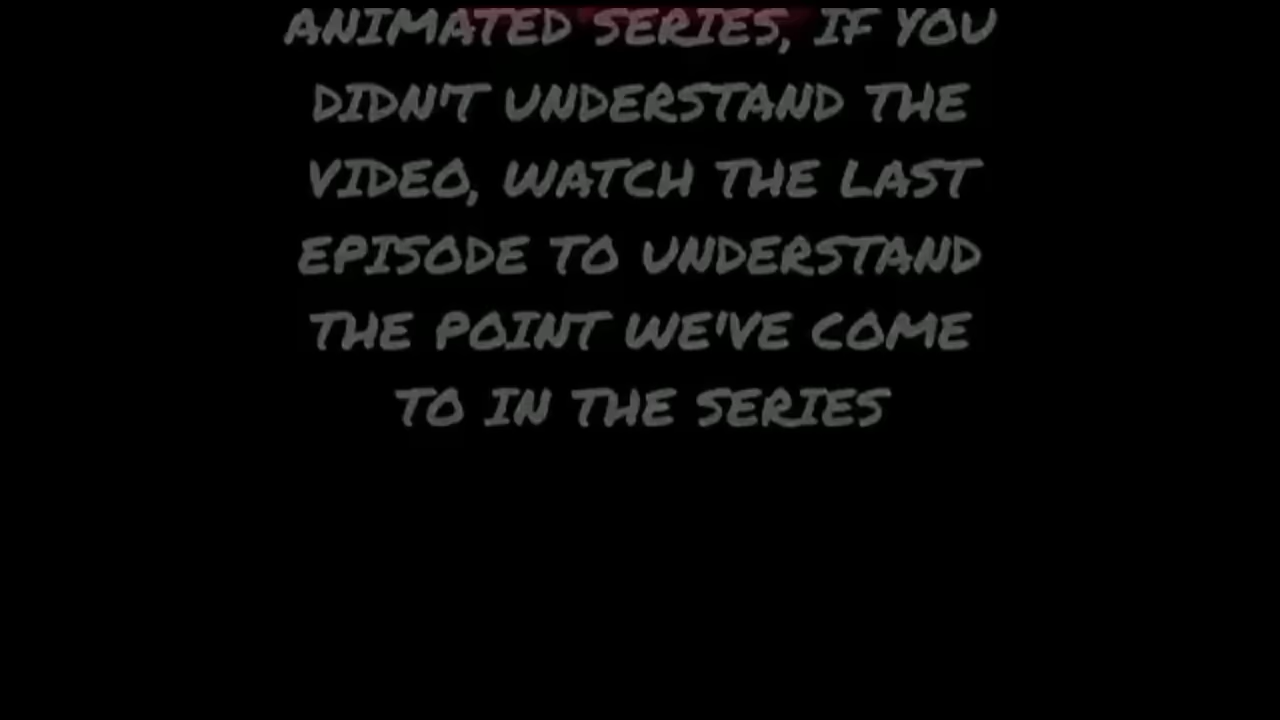 ANIMATED SERIES, IF YOU
DIDN'T UNDERSTAND THE
VIDEO, WATCH THE LAST
EPISODE TO UNDERSTAND
THE POINT WE'VE COME
TO IN THE SERIES